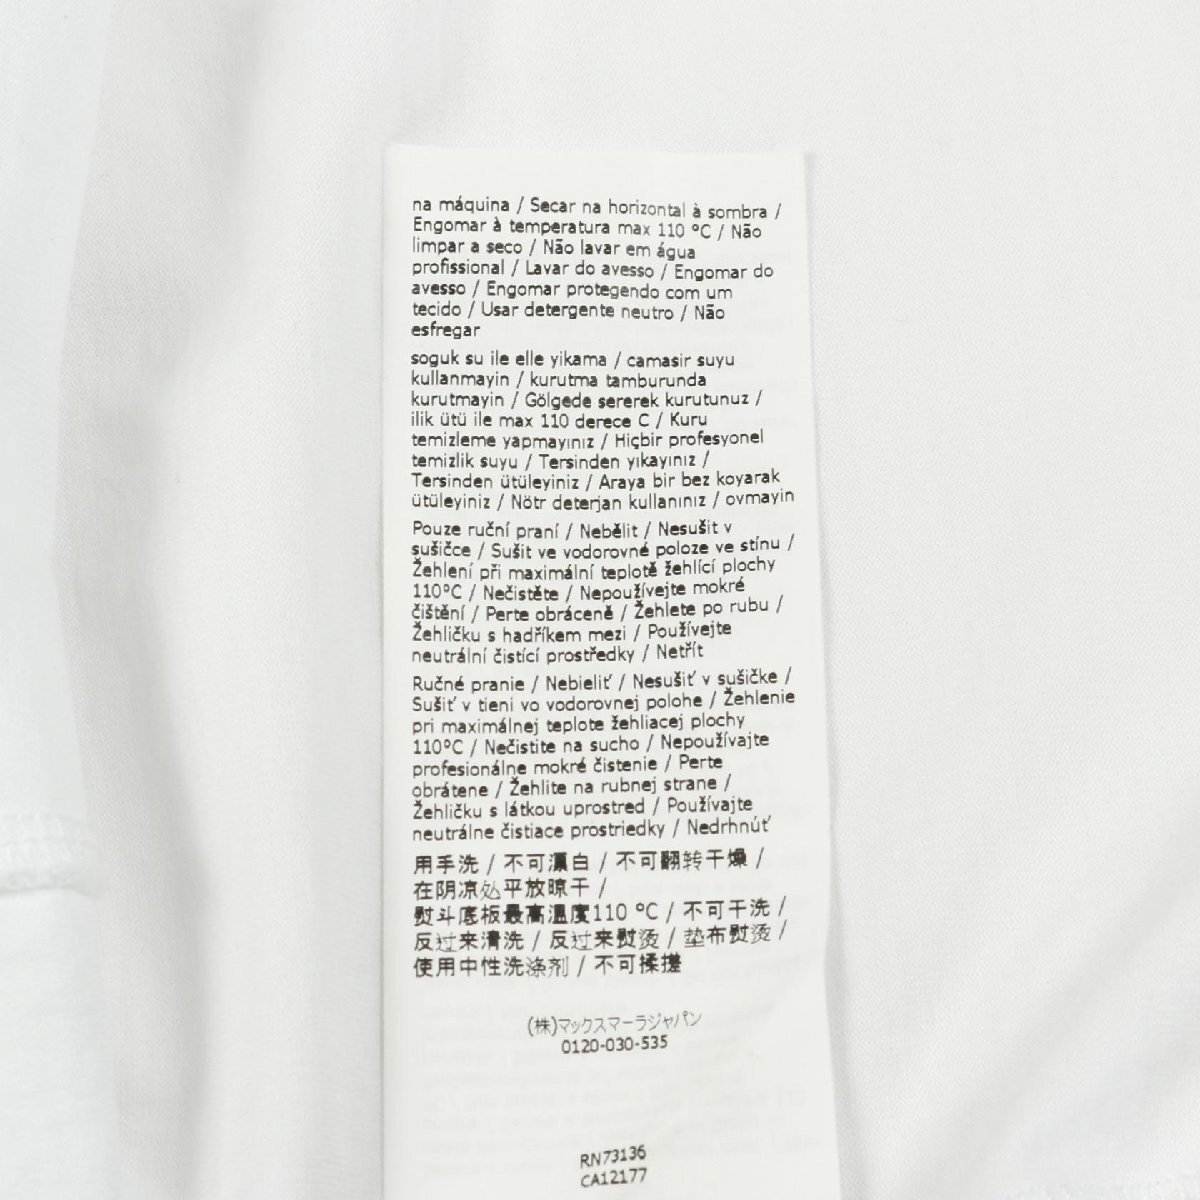 na máquina / Secar na horizontal à sombra /
Engomar à temperatura max 110 ºC / Não
limpar a seco / Não lavar em água
profissional / Lavar do avesso / Engomar do
avesso / Engomar protegendo com um
tecido / Usar detergente neutro / Não
esfregar
soguk su ile elle yikama / camasir suyu
kullanmayin / kurutma tamburunda
kurutmayin / Gölgede sererek kurutunuz /
ilik ütü ile max 110 derece C / Kuru
temizleme yapmayınız / Hiçbir profesyonel
temizlik suyu / Tersinden yıkayınız /
Tersinden ütüleyiniz / Araya bir bez koyarak
ütüleyiniz / Nötr deterjan kullanınız / ovmayin
Pouze ruční praní / Nebělit / Nesušit v
sušičce / Sušit ve vodorovné poloze ve stínu /
Žehlení při maximální teplotě žehlící plochy
110ºC / Nečistěte / Nepoužívejte mokré
čištění / Perte obráceně / Žehlete po rubu /
Žehličku s hadříkem mezi / Používejte
neutrální čistící prostředky / Netřít
Ručné pranie / Nebieliť / Nesušiť v sušičke /
Sušiť v tieni vo vodorovnej polohe / Žehlenie
pri maximálnej teplote žehliacej plochy
110ºC / Nečistite na sucho / Nepoužívajte
profesionálne mokré čistenie / Perte
obrátene / Žehlite na rubnej strane /
Žehličku s látkou uprostred / Používajte
neutrálne čistiace prostriedky / Nedrhnúť
用手洗 / 不可漂白 / 不可翻转干燥 /
在阴凉处平放晾干 /
熨斗底板最高温度110 ºC / 不可干洗 /
反过来清洗 / 反过来熨烫 / 垫布熨烫 /
使用中性洗涤剂 / 不可揉搓
(株)マックスマーラジャパン
0120-030-535
RN73136
CA12177